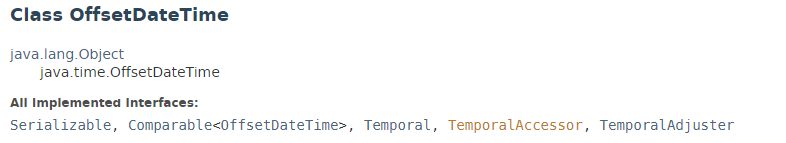 Class OffsetDateTime
java.lang.Object
java.time.OffsetDateTime
All Implemented Interfaces:
Serializable, Comparable<OffsetDateTime>, Temporal, TemporalAccessor, TemporalAdjuster